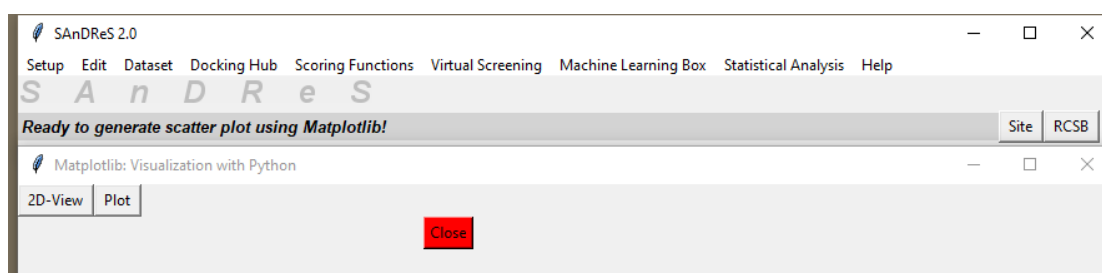 SAnDReS 2.0
Setup Edit Dataset Docking Hub Scoring Functions Virtual Screening Machine Learning Box Statistical Analysis Help
S A n D R e S
Ready to generate scatter plot using Matplotlib! Site RCSB
Matplotlib: Visualization with Python
2D-View Plot
Close